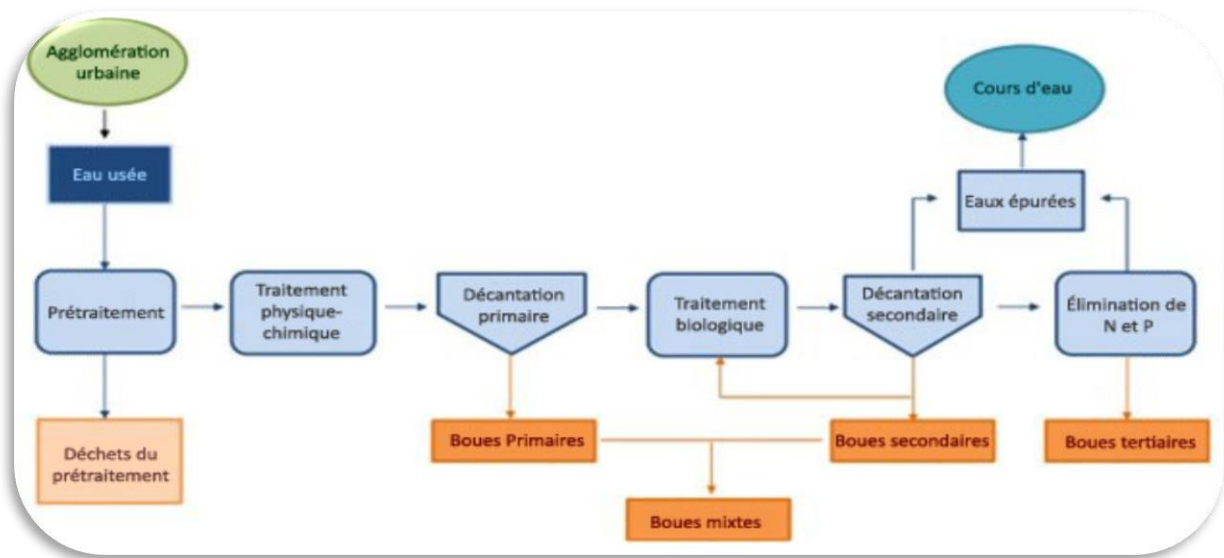 Agglomération
urbaine
Cours d'eau
Eau usée
Eaux épurées
Prétraitement
Traitement
physique-
chimique
Décantation
primaire
Traitement
biologique
Décantation
secondaire
Élimination de
N et P
Déchets du
prétraitement
Boues Primaires
Boues secondaires
Boues tertiaires
Boues mixtes